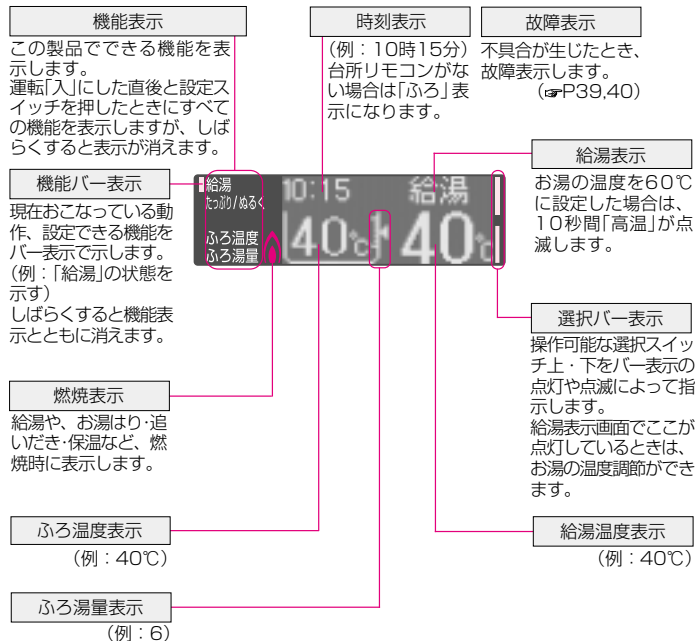 機能表示
この製品でできる機能を表
示します。
運転「入」にした直後と設定ス
イッチを押したときにすべて
の機能を表示しますが、しば
らくすると表示が消えます。
時刻表示
(例：10時15分)
台所リモコンがな
い場合は「ふろ」表
示になります。
故障表示
不具合が生じたとき、
故障表示します。
(☞P39,40)
機能バー表示
現在おこなっている動
作、設定できる機能を
バー表示で示します。
(例：「給湯」の状態を
示す)
しばらくすると機能表
示とともに消えます。
給湯
たっぷり/ぬるく
ふろ温度
ふろ湯量
10:15
40℃
給湯
40℃
給湯表示
お湯の温度を60℃
に設定した場合は、
10秒間「高温」が点
滅します。
選択バー表示
操作可能な選択スイッ
チ上・下をバー表示の
点灯や点滅によって指
示します。
給湯表示画面でここが
点灯しているときは、
お湯の温度調節ができ
ます。
燃焼表示
給湯や、お湯はり・追
いだき・保温など、燃
焼時に表示します。
ふろ温度表示
(例：40℃)
給湯温度表示
(例：40℃)
ふろ湯量表示
(例：6)